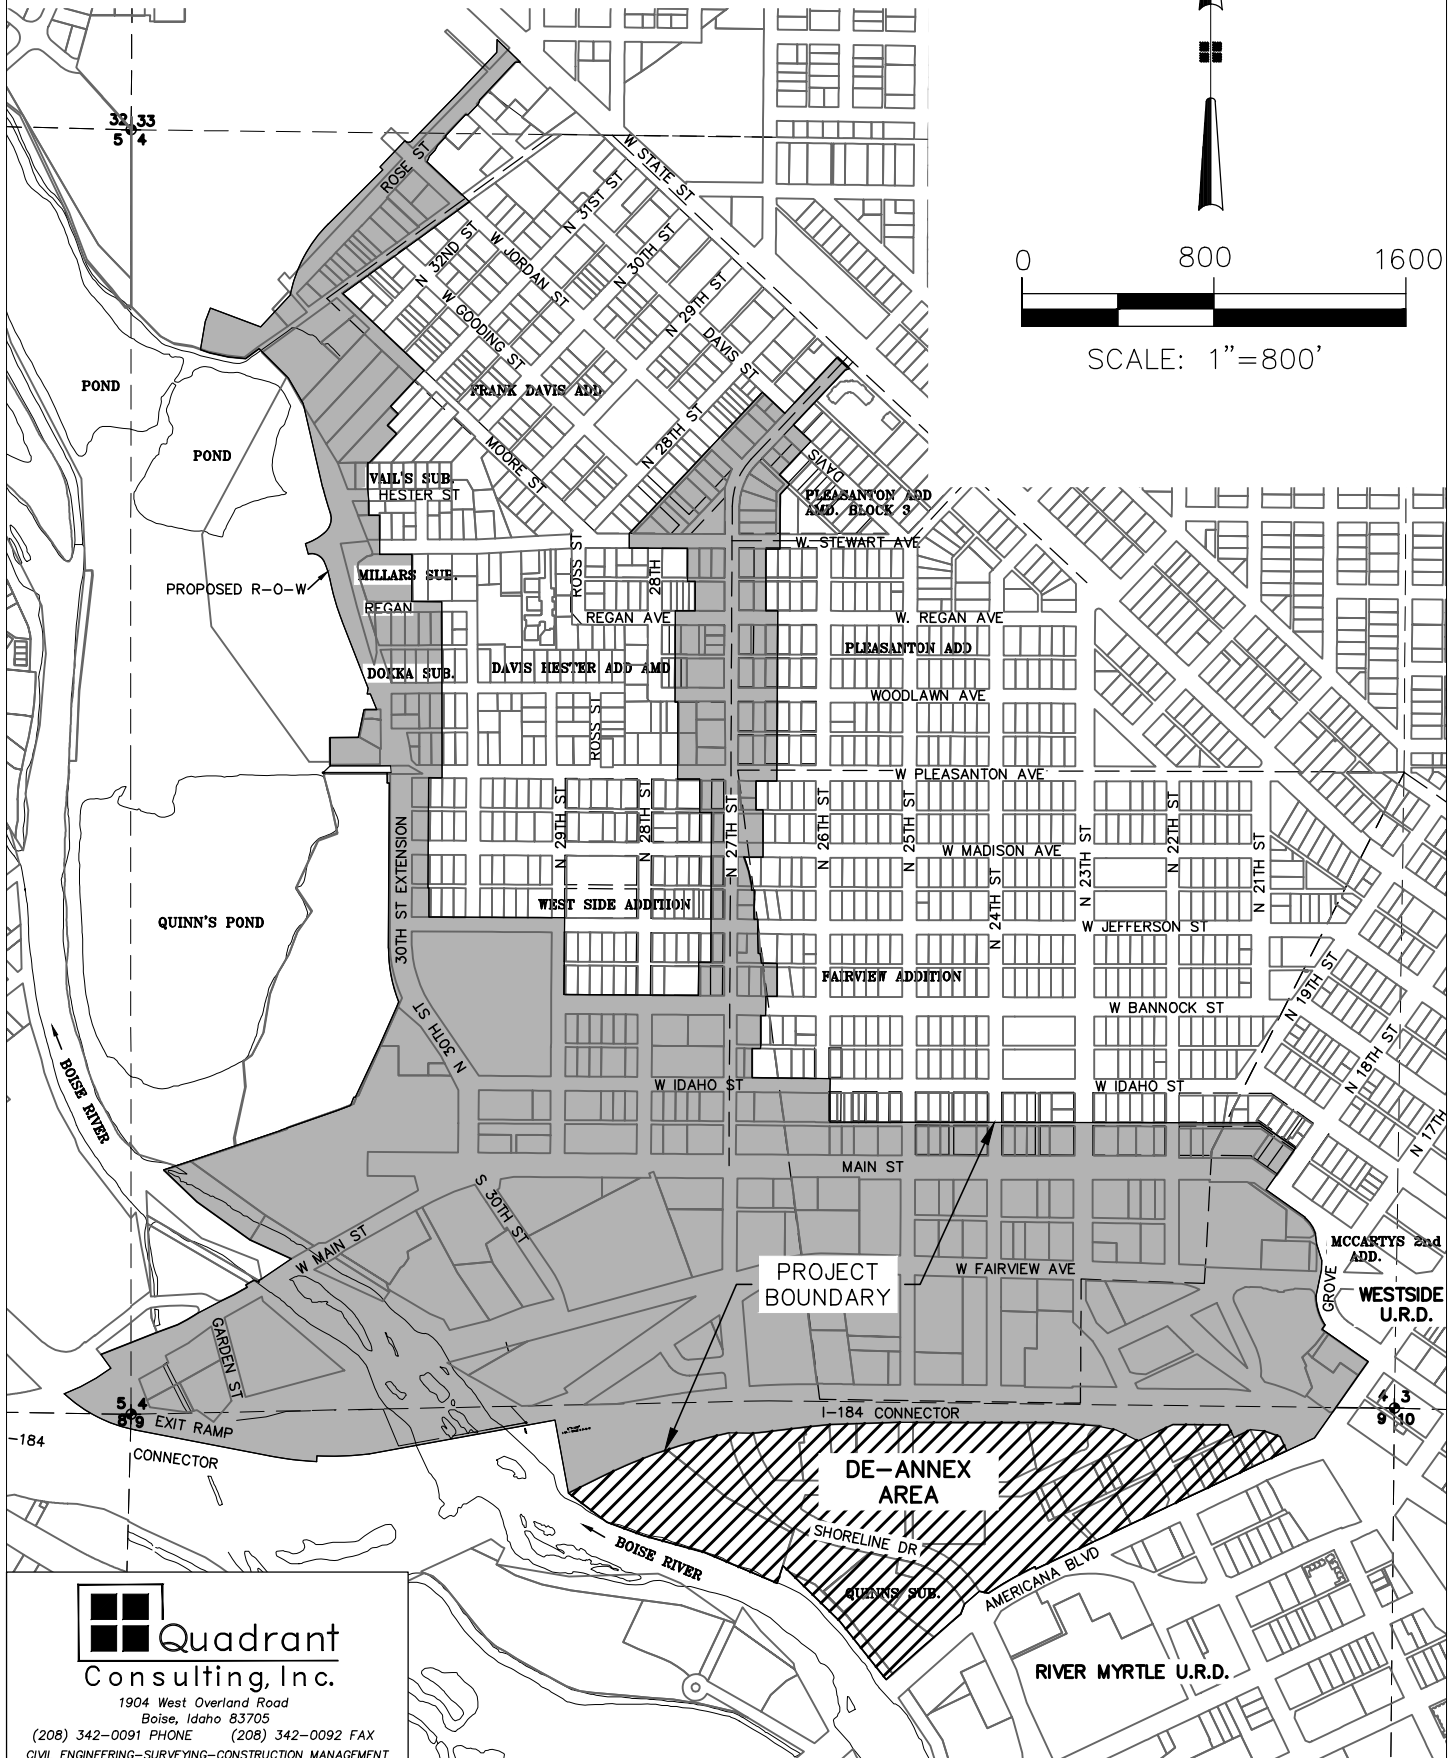 32 33
5 4
ROSE ST
W STATE ST
N 31ST ST
N 32ND ST
W JORDAN ST
N 30TH ST
W GOODING ST
N 29TH ST
DAVIS ST
0 800 1600
SCALE: 1"=800'
POND
FRANK DAVIS ADD
N 28TH ST
MOORE ST
POND
DAVIS
VAIL'S SUB.
HESTER ST
PLEASANTON ADD
AMD. BLOCK 3
W. STEWART AVE
ROSS ST
28TH
MILLARS SUB.
PROPOSED R-O-W
REGAN
REGAN AVE
W. REGAN AVE
PLEASANTON ADD
DOKKA SUB.
DAVIS HESTER ADD AMD
WOODLAWN AVE
ROSS ST
W PLEASANTON AVE
30TH ST EXTENSION
N 29TH ST
N 28TH ST
N 27TH ST
N 26TH ST
N 25TH ST
W MADISON AVE
N 24TH ST
N 23TH ST
N 22TH ST
N 21TH ST
QUINN'S POND
WEST SIDE ADDITION
W JEFFERSON ST
FAIRVIEW ADDITION
N 19TH ST
W BANNOCK ST
N 30TH ST
N 18TH ST
BOISE RIVER
W IDAHO ST
W IDAHO ST
N 17TH
MAIN ST
S 30TH ST
W MAIN ST
MCCARTYS 2nd
ADD.
PROJECT
BOUNDARY
W FAIRVIEW AVE
GROVE
WESTSIDE
U.R.D.
GARDEN ST
5 4
8 9
EXIT RAMP
4 3
9 10
I-184 CONNECTOR
-184
CONNECTOR
DE-ANNEX
AREA
SHORELINE DR
BOISE RIVER
QUINNS SUB.
AMERICANA BLVD
RIVER MYRTLE U.R.D.
Quadrant
Consulting, Inc.
1904 West Overland Road
Boise, Idaho 83705
(208) 342-0091 PHONE (208) 342-0092 FAX
CIVIL ENGINEERING-SURVEYING-CONSTRUCTION MANAGEMENT